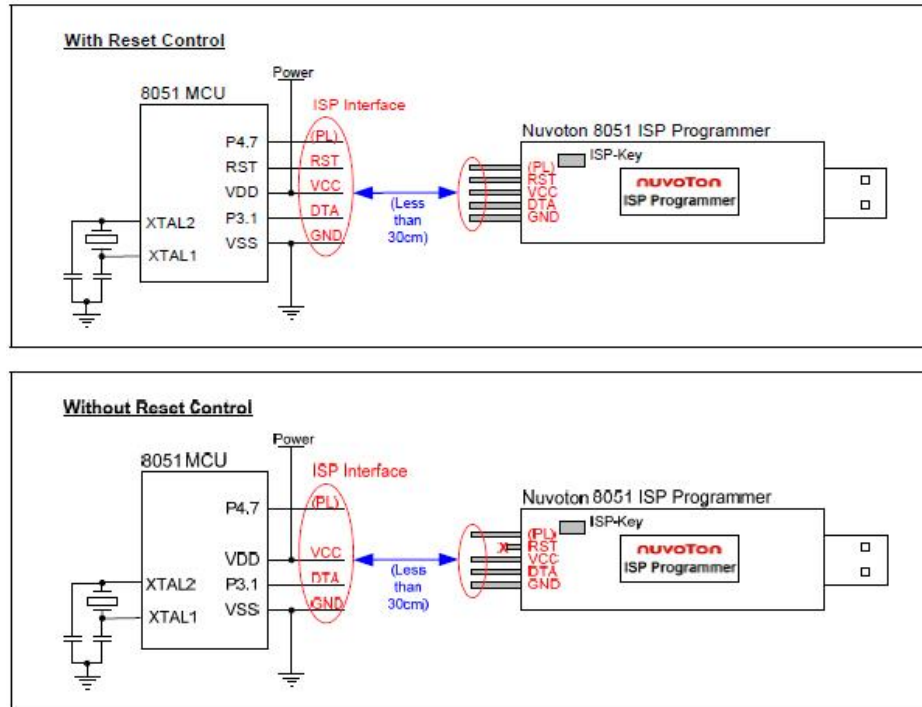 With Reset Control
Power
8051 MCU
ISP Interface
P4.7
(PL)
RST
RST
VDD
VCC
P3.1
DTA
VSS
GND
XTAL2
XTAL1
(Less
than
30cm)
Nuvoton 8051 ISP Programmer
ISP-Key
(PL)
RST
VCC
DTA
GND
nuvoTon
ISP Programmer
Without Reset Control
Power
8051 MCU
ISP Interface
P4.7
(PL)
VDD
VCC
P3.1
DTA
VSS
GND
XTAL2
XTAL1
(Less
than
30cm)
Nuvoton 8051 ISP Programmer
ISP-Key
(PL)
X RST
VCC
DTA
GND
nuvoTon
ISP Programmer